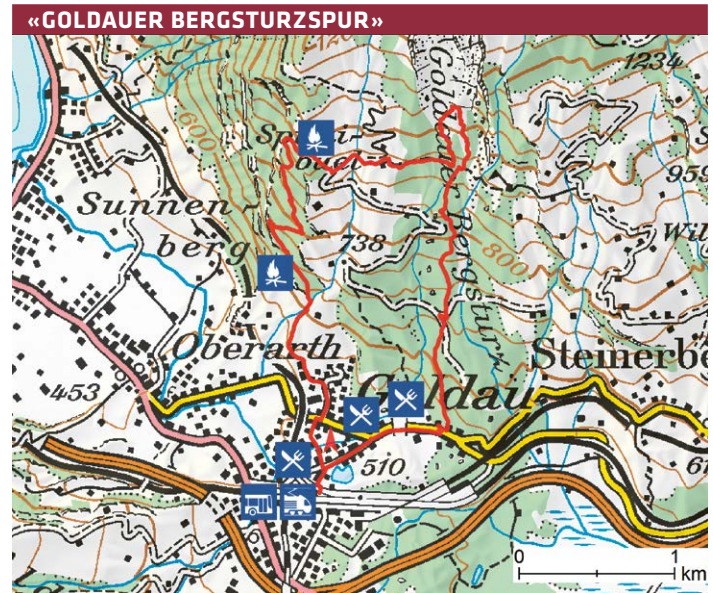 «GOLDAUER BERGSTURZSPUR»
1234
600
959
Sunnen
berg
738
Wil
800
Goldauer Bergsturz
Oberarth
Steinerbe
453
Goldau
510
61
0
1
km